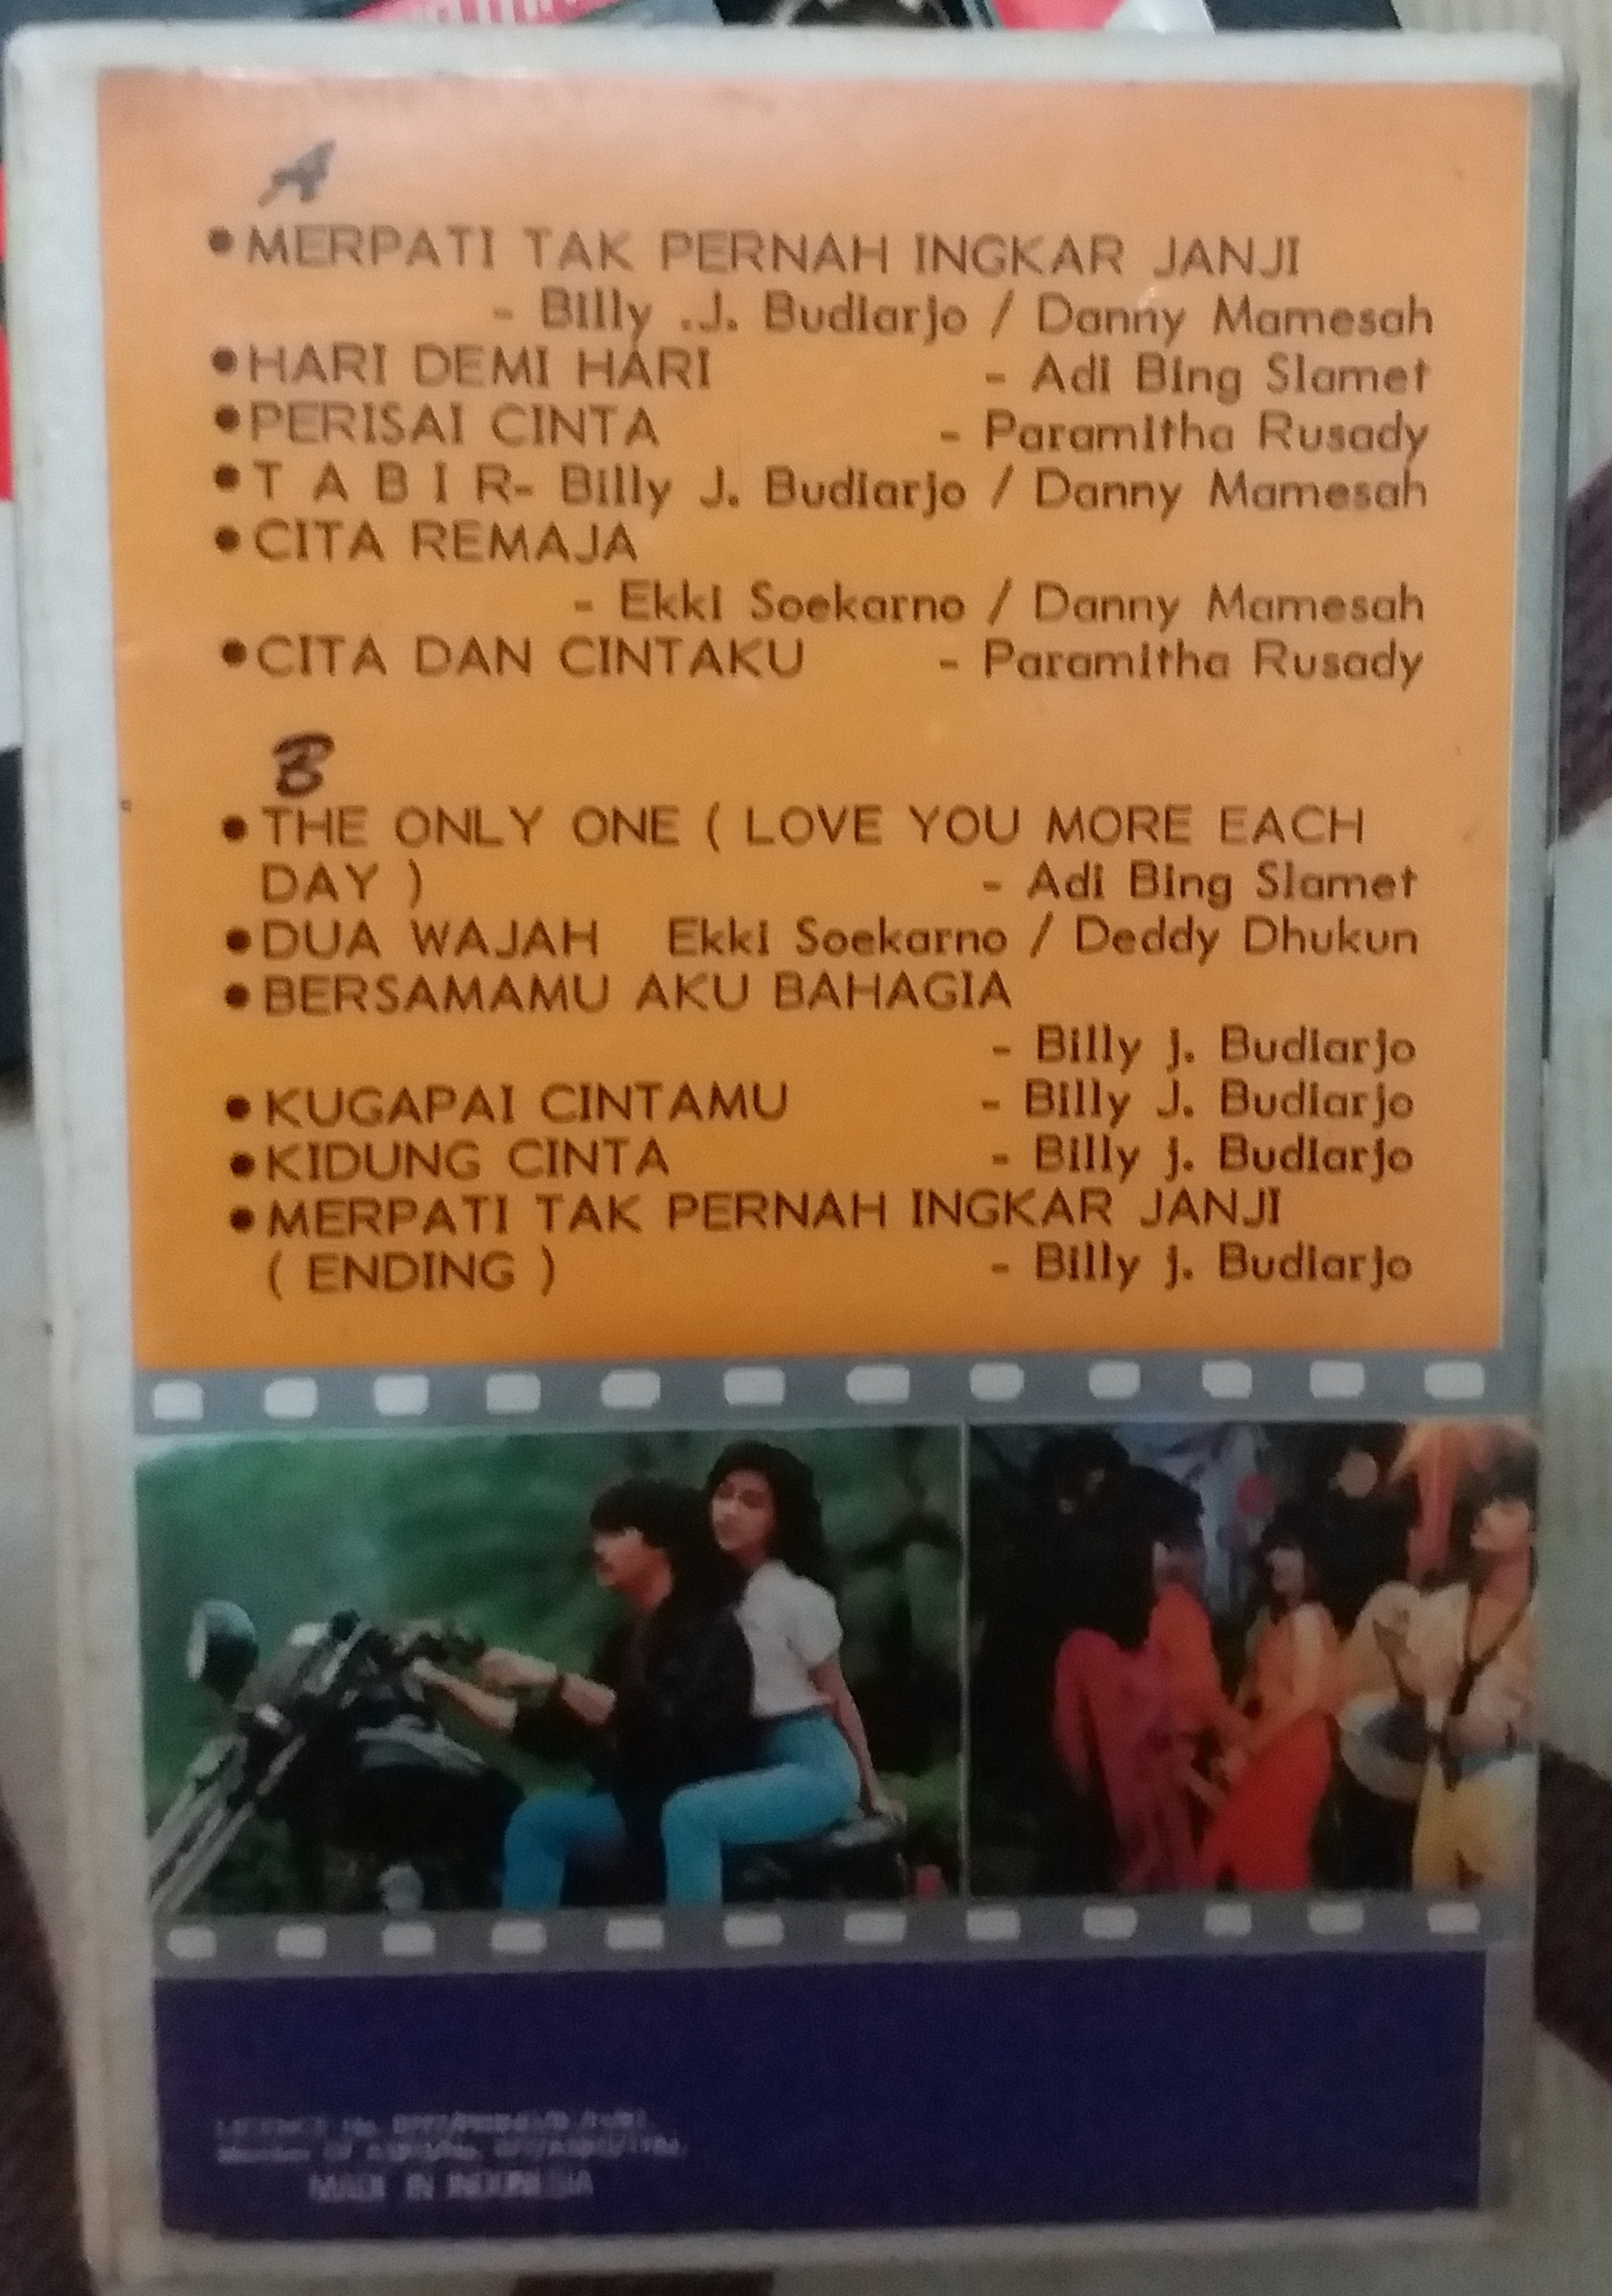 A
• MERPATI TAK PERNAH INGKAR JANJI
- Billy .J. Budiarjo / Danny Mamesah
• HARI DEMI HARI - Adi Bing Slamet
• PERISAI CINTA - Paramitha Rusady
• T A B I R- Billy J. Budiarjo / Danny Mamesah
• CITA REMAJA
- Ekki Soekarno / Danny Mamesah
• CITA DAN CINTAKU - Paramitha Rusady
B
• THE ONLY ONE ( LOVE YOU MORE EACH
DAY ) - Adi Bing Slamet
• DUA WAJAH Ekki Soekarno / Deddy Dhukun
• BERSAMAMU AKU BAHAGIA
- Billy j. Budiarjo
• KUGAPAI CINTAMU - Billy J. Budiarjo
• KIDUNG CINTA - Billy j. Budiarjo
• MERPATI TAK PERNAH INGKAR JANJI
( ENDING ) - Billy j. Budiarjo
MADE IN INDONESIA